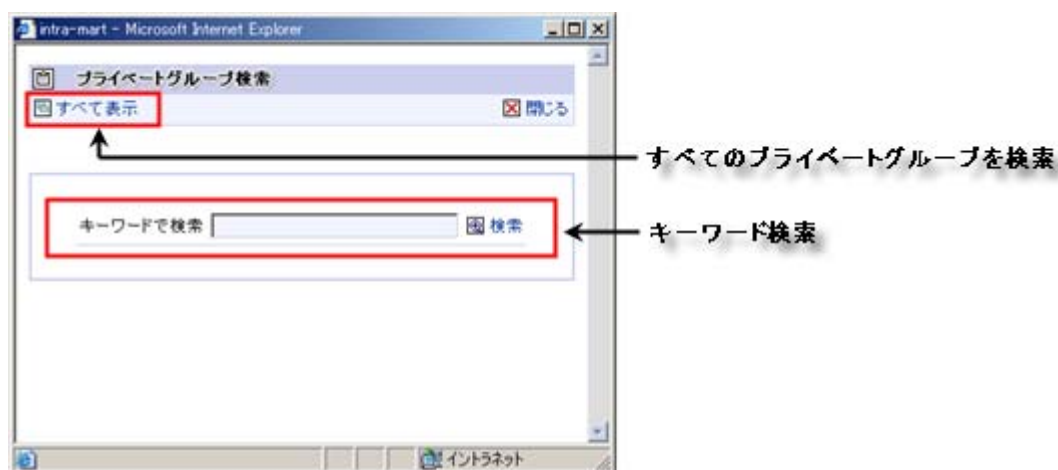 intra-mart - Microsoft Internet Explorer
プライベートグループ検索
すべて表示
閉じる
すべてのプライベートグループを検索
キーワードで検索
検索
キーワード検索
イントラネット